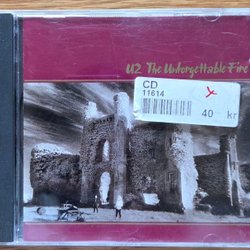 U2 The Unforgettable Fire
CD
11614
40 kr